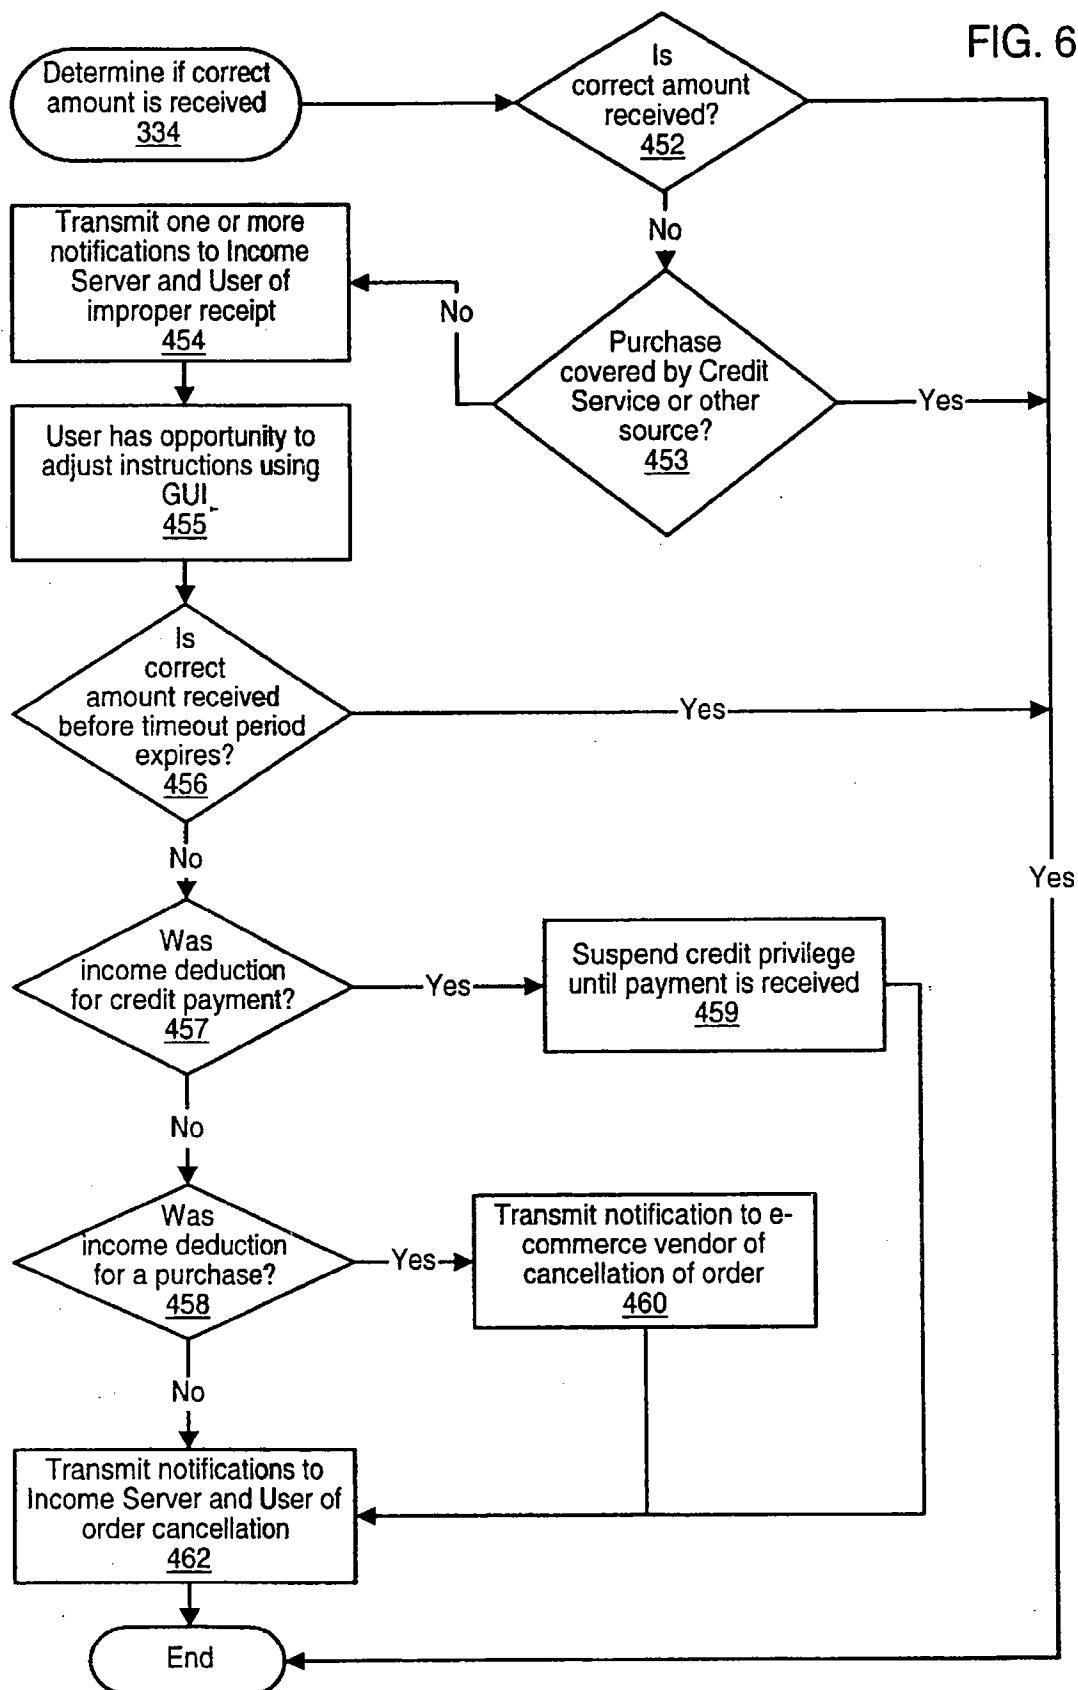 FIG. 6
Determine if correct
amount is received
334
Is
correct amount
received?
452
No
Transmit one or more
notifications to Income
Server and User of
improper receipt
454
No
Purchase
covered by Credit
Service or other
source?
453
Yes
User has opportunity to
adjust instructions using
GUI
455
Is
correct
amount received
before timeout period
expires?
456
Yes
No
Yes
Was
income deduction
for credit payment?
457
Yes
Suspend credit privilege
until payment is received
459
No
Was
income deduction
for a purchase?
458
Yes
Transmit notification to e-
commerce vendor of
cancellation of order
460
No
Transmit notifications to
Income Server and User of
order cancellation
462
End